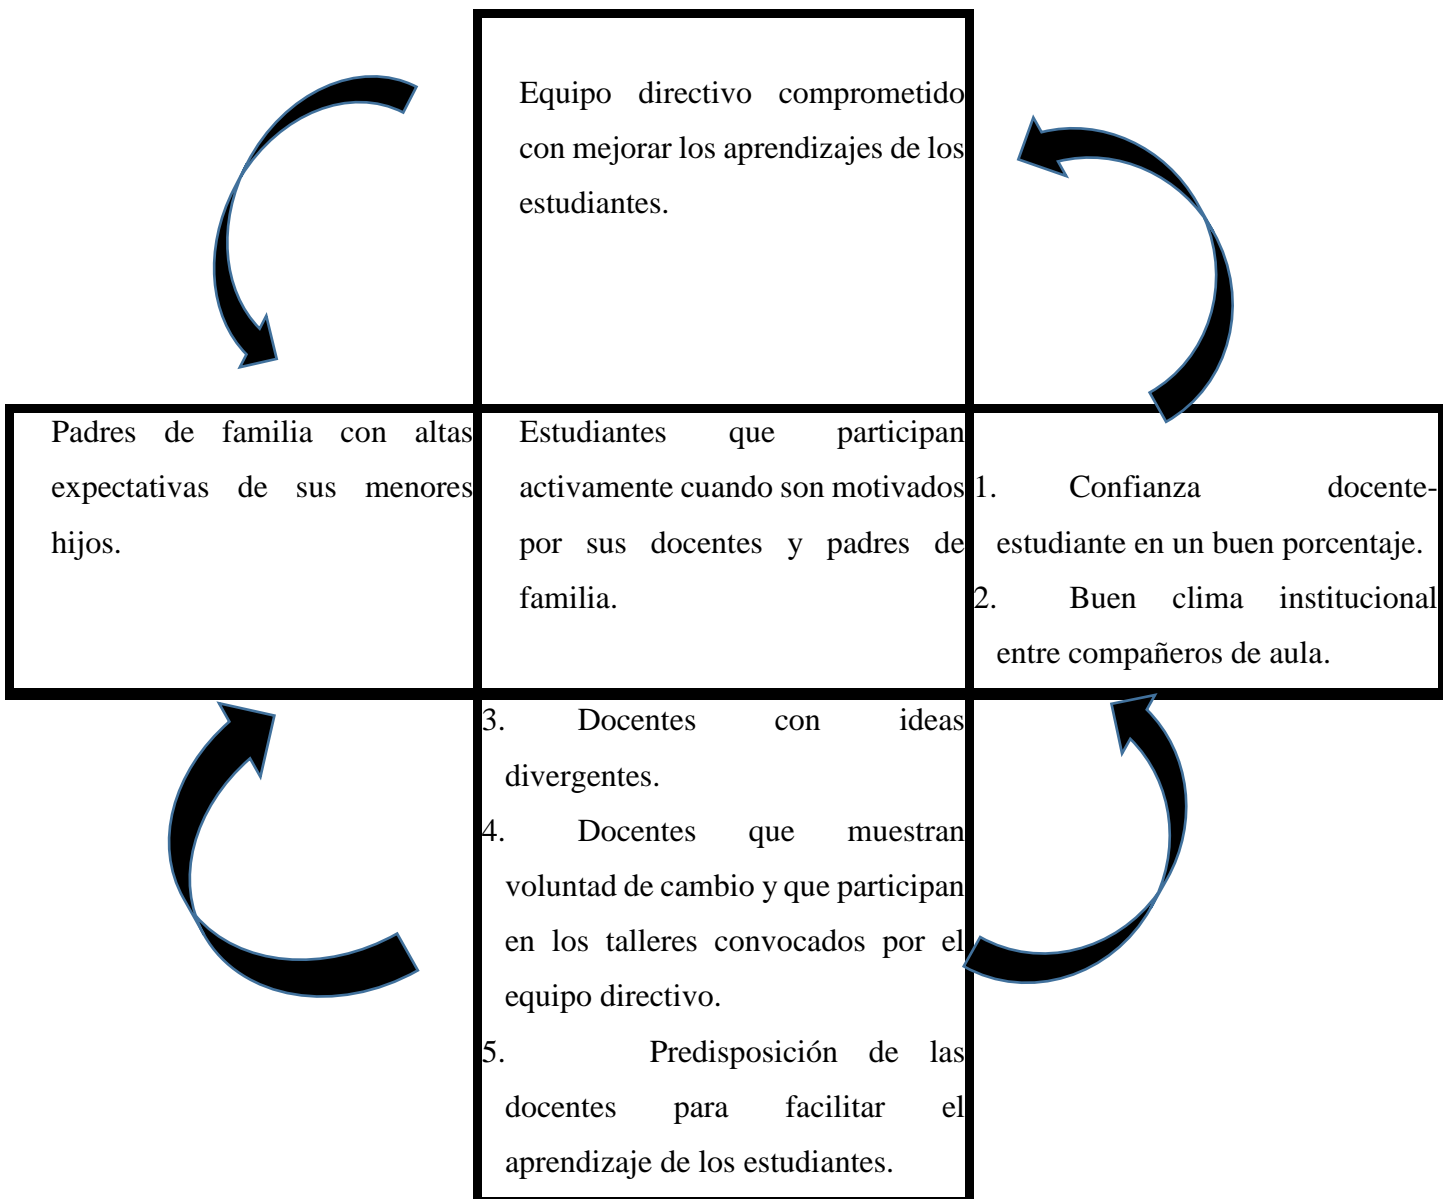 Equipo directivo comprometido
con mejorar los aprendizajes de los
estudiantes.
Padres de familia con altas
expectativas de sus menores
hijos.
Estudiantes que participan
activamente cuando son motivados
por sus docentes y padres de
familia.
1. Confianza docente-
estudiante en un buen porcentaje.
2. Buen clima institucional
entre compañeros de aula.
3. Docentes con ideas
divergentes.
4. Docentes que muestran
voluntad de cambio y que participan
en los talleres convocados por el
equipo directivo.
5. Predisposición de las
docentes para facilitar el
aprendizaje de los estudiantes.